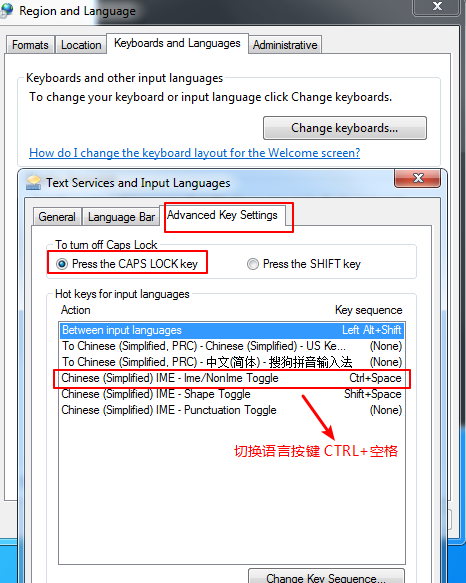 Region and Language
Formats
Location
Keyboards and Languages
Administrative
Keyboards and other input languages
To change your keyboard or input language click Change keyboards.
Change keyboards...
How do I change the keyboard layout for the Welcome screen?
Text Services and Input Languages
General
Language Bar
Advanced Key Settings
To turn off Caps Lock
Press the CAPS LOCK key
Press the SHIFT key
Hot keys for input languages
Action Key sequence
Between input languages Left Alt+Shift
To Chinese (Simplified, PRC) - Chinese (Simplified) - US Ke... (None)
To Chinese (Simplified, PRC) - 中文(简体) - 搜狗拼音输入法 (None)
Chinese (Simplified) IME - Ime/NonIme Toggle Ctrl+Space
Chinese (Simplified) IME - Shape Toggle Shift+Space
Chinese (Simplified) IME - Punctuation Toggle (None)
切换语言按键 CTRL+空格
Change Key Sequence...